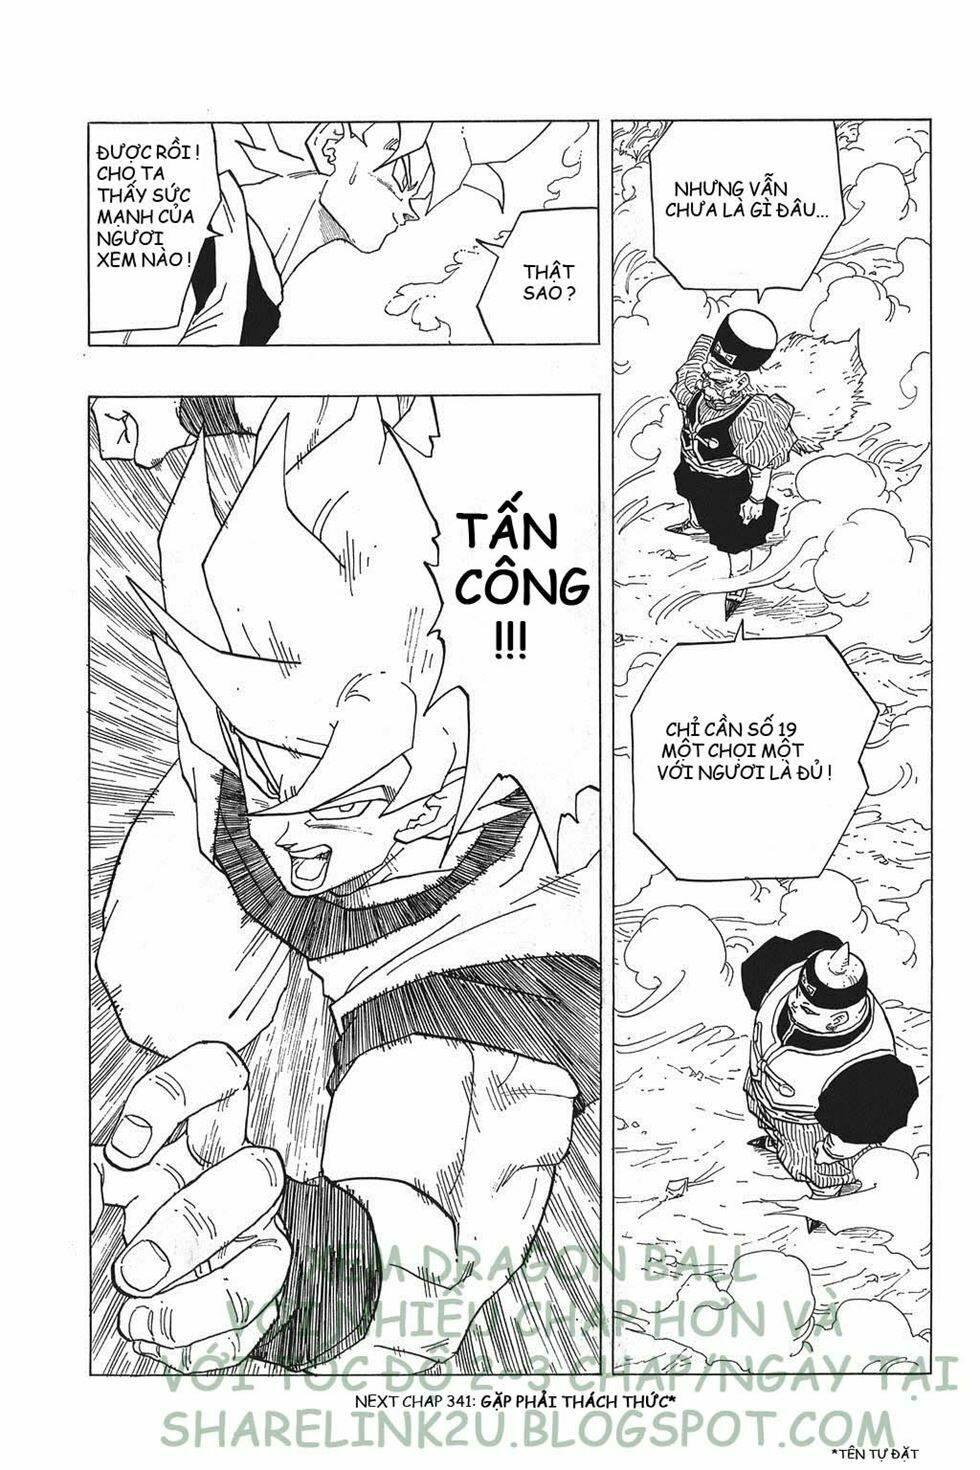 NHƯNG VẪN
CHƯA LÀ GÌ ĐÂU...
CHỈ CẦN SỐ 19
MỘT CHỌI MỘT
VỚI NGƯƠI LÀ ĐỦ !
THẬT
SAO ?
ĐƯỢC RỒI !
CHO TA
THẤY SỨC
MẠNH CỦA
NGƯƠI
XEM NÀO !
TẤN
CÔNG
!!!
XEM DRAGON BALL
VỚI NHIỀU CHAP HƠN VÀ
VỚI TỐC ĐỘ 2-3 CHAP/NGÀY TẠI
NEXT CHAP 341: GẶP PHẢI THÁCH THỨC*
SHARELINK2U.BLOGSPOT.COM
*TÊN TỰ ĐẶT